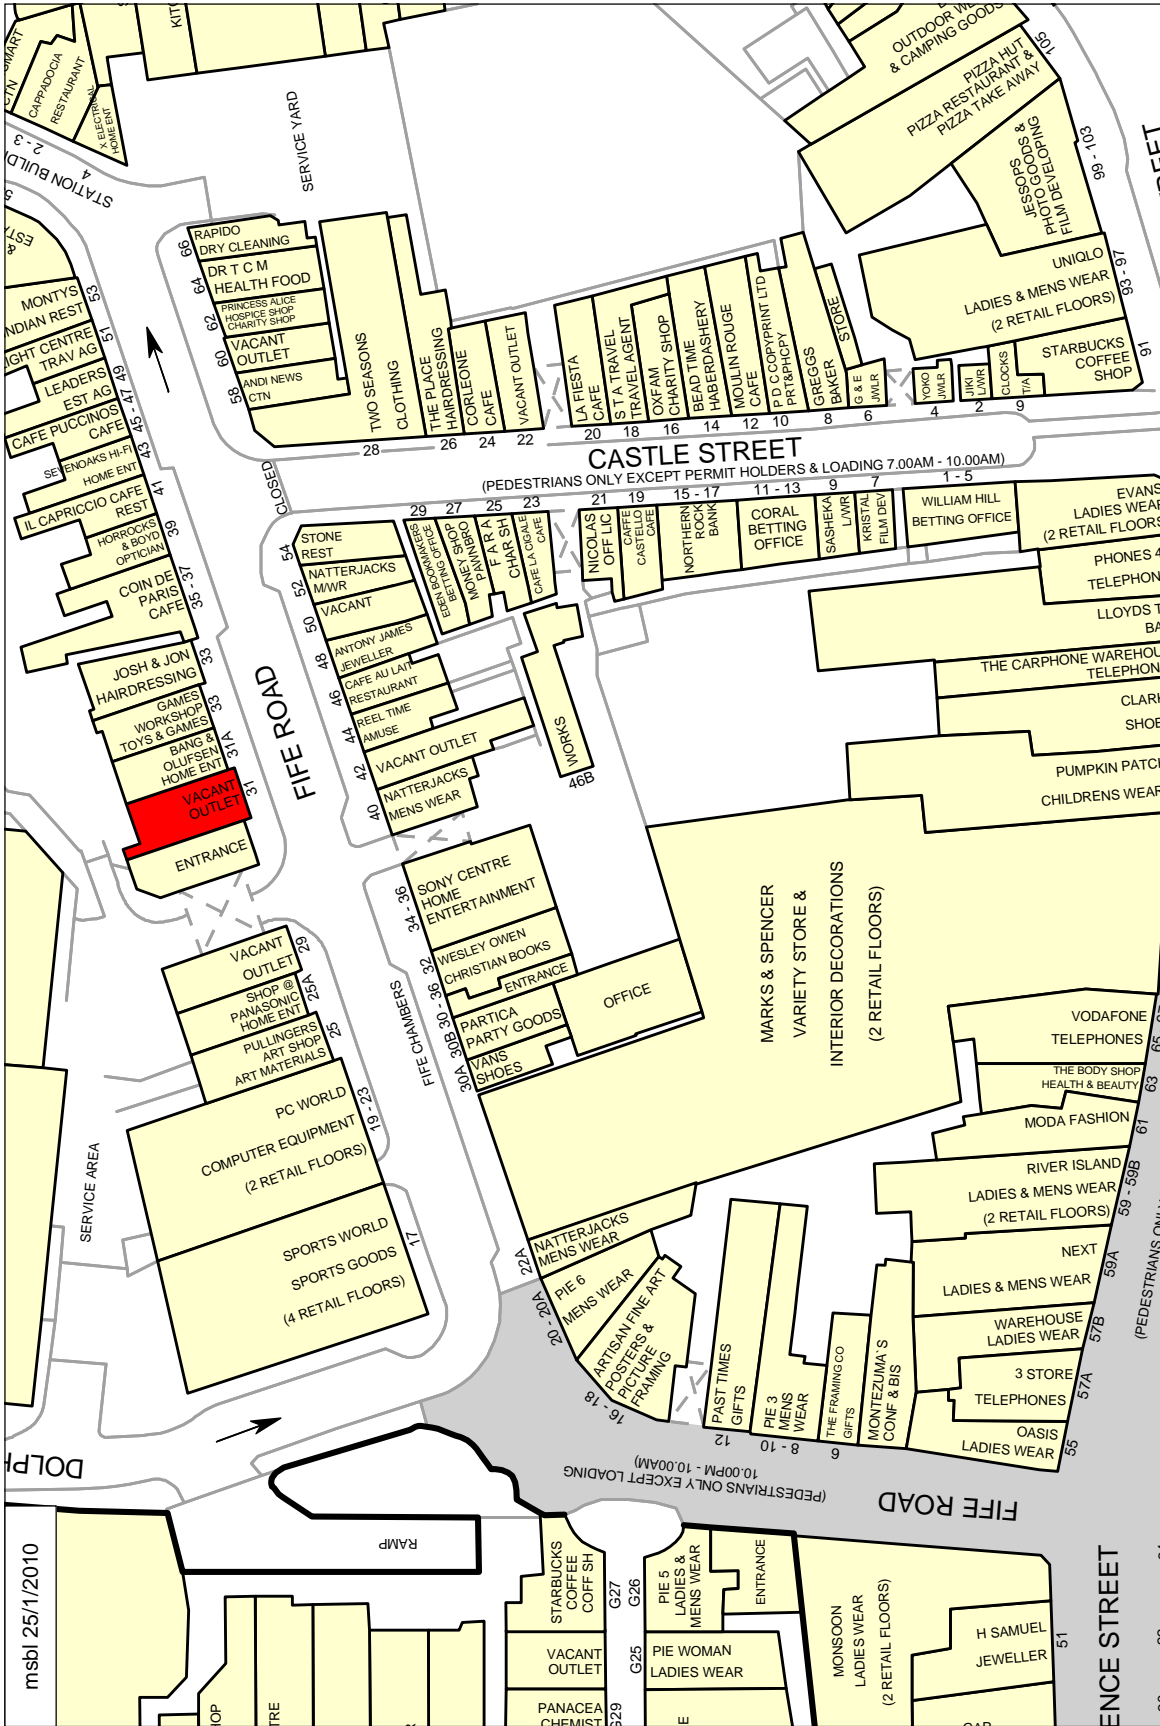 CAPPADOCIA
RESTAURANT
X ELECTRICAL
HOME ENT
2 - 3
4
STATION BUILDI
SERVICE YARD
OUTDOOR WE
& CAMPING GOODS
PIZZA HUT
PIZZA RESTAURANT &
PIZZA TAKE AWAY
105
JESSOPS
PHOTO GOODS &
FILM DEVELOPING
99 - 103
UNIQLO
LADIES & MENS WEAR
(2 RETAIL FLOORS)
93 - 97
STARBUCKS
COFFEE
SHOP
91
66
RAPIDO
DRY CLEANING
64
DR T C M
HEALTH FOOD
62
PRINCESS ALICE
HOSPICE SHOP
CHARITY SHOP
60
VACANT
OUTLET
58
ANDI NEWS
CTN
TWO SEASONS
CLOTHING
28
THE PLACE
HAIRDRESSING
26
CORLEONE
CAFE
24
VACANT OUTLET
22
LA FIESTA
CAFE
20
S T A TRAVEL
TRAVEL AGENT
18
OXFAM
CHARITY SHOP
16
BEAD TIME
HABERDASHERY
14
MOULIN ROUGE
CAFE
12
P D C COPYPRINT LTD
PRT&PHCPY
10
GREGGS
BAKER
8
STORE
G & E
JWLR
6
YOKO
JWLR
4
JIKI
L/WR
2
CLOCKS
T/A
9
CASTLE STREET
(PEDESTRIANS ONLY EXCEPT PERMIT HOLDERS & LOADING 7.00AM - 10.00AM)
MONTYS
NDIAN REST
53
IGHT CENTRE
TRAV AG
51
LEADERS
EST AG
49
CAFE PUCCINOS
CAFE
45 - 47
SEVENOAKS HI-FI
HOME ENT
43
IL CAPRICCIO CAFE
REST
41
HORROCKS
& BOYD
OPTICIAN
39
COIN DE
PARIS
CAFE
35 - 37
JOSH & JON
HAIRDRESSING
33
GAMES
WORKSHOP
TOYS & GAMES
33
BANG &
OLUFSEN
HOME ENT
31A
VACANT
OUTLET
31
ENTRANCE
CLOSED
FIFE ROAD
54
STONE
REST
52
NATTERJACKS
M/WR
50
VACANT
48
ANTONY JAMES
JEWELLER
46
CAFE AU LAIT
RESTAURANT
44
REEL TIME
AMUSE
42
VACANT OUTLET
40
NATTERJACKS
MENS WEAR
29
EDEN BOOKMAKERS
BETTING OFFICE
27
MONEY SHOP
PAWNBRO
25
F A R A
CHAR SH
23
CAFE LA CIGALE
CAFE
WORKS
46B
21
NICOLAS
OFF LIC
19
CAFFE
CASTELLO
CAFE
15 - 17
NORTHERN
ROCK
BANK
11 - 13
CORAL
BETTING
OFFICE
9
SASHEKA
L/WR
7
KRISTAL
FILM DEV
1 - 5
WILLIAM HILL
BETTING OFFICE
EVANS
LADIES WEAR
(2 RETAIL FLOORS
PHONES 4
TELEPHON
LLOYDS T
BA
THE CARPHONE WAREHOU
TELEPHON
CLARK
SHOE
PUMPKIN PATCH
CHILDRENS WEAR
34 - 36
SONY CENTRE
HOME
ENTERTAINMENT
32
WESLEY OWEN
CHRISTIAN BOOKS
30 - 36
ENTRANCE
30B
PARTICA
PARTY GOODS
30A
VANS
SHOES
OFFICE
FIFE CHAMBERS
MARKS & SPENCER
VARIETY STORE &
INTERIOR DECORATIONS
(2 RETAIL FLOORS)
VACANT
OUTLET
29
SHOP @
PANASONIC
HOME ENT
25A
PULLINGERS
ART SHOP
ART MATERIALS
25
PC WORLD
COMPUTER EQUIPMENT
(2 RETAIL FLOORS)
19 - 23
SPORTS WORLD
SPORTS GOODS
(4 RETAIL FLOORS)
17
SERVICE AREA
VODAFONE
TELEPHONES
THE BODY SHOP
HEALTH & BEAUTY
63
MODA FASHION
61
RIVER ISLAND
LADIES & MENS WEAR
(2 RETAIL FLOORS)
59 - 59B
NEXT
LADIES & MENS WEAR
59A
WAREHOUSE
LADIES WEAR
57B
3 STORE
TELEPHONES
57A
OASIS
LADIES WEAR
55
(PEDESTRIANS ONLY
22A
NATTERJACKS
MENS WEAR
20 - 20A
PIE 6
MENS WEAR
16 - 18
ARTISAN FINE ART
POSTERS &
PICTURE
FRAMING
PAST TIMES
GIFTS
12
PIE 3
MENS
WEAR
8 - 10
THE FRAMING CO
GIFTS
6
MONTEZUMA`S
CONF & BIS
(PEDESTRIANS ONLY EXCEPT LOADING
10.00PM - 10.00AM)
FIFE ROAD
DOLPH
RAMP
msbl 25/1/2010
STARBUCKS
COFFEE
COFF SH
G27
G26
PIE 5
LADIES &
MENS WEAR
ENTRANCE
VACANT
OUTLET
G25
PIE WOMAN
LADIES WEAR
PANACEA
CHEMIST
G29
MONSOON
LADIES WEAR
(2 RETAIL FLOORS)
H SAMUEL
JEWELLER
51
ENCE STREET